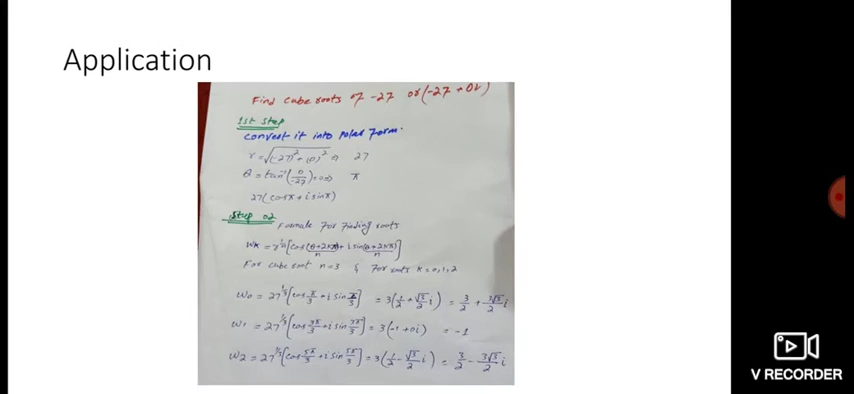 Application
Find cube roots of -27 or (-27 + 0i)
1st step
Convert it into polar form.
r = √((-27)² + (0)²) ⇒ 27
θ = tan⁻¹(0/-27) ⇒ π
27(cosπ + i sinπ)
Step 02
Formula for finding roots
Wk = r^(1/n)[cos(θ+2kπ)/n + i sin(θ+2kπ)/n]
For cube root n=3 & for roots k=0,1,2
W0 = 27^(1/3)[cos π/3 + i sin π/3] = 3(1/2 + √3/2 i) = 3/2 + 3√3/2 i
W1 = 27^(1/3)[cos 3π/3 + i sin 3π/3] = 3(-1 + 0i) = -1
W2 = 27^(1/3)[cos 5π/3 + i sin 5π/3] = 3(1/2 - √3/2 i) = 3/2 - 3√3/2 i
V RECORDER